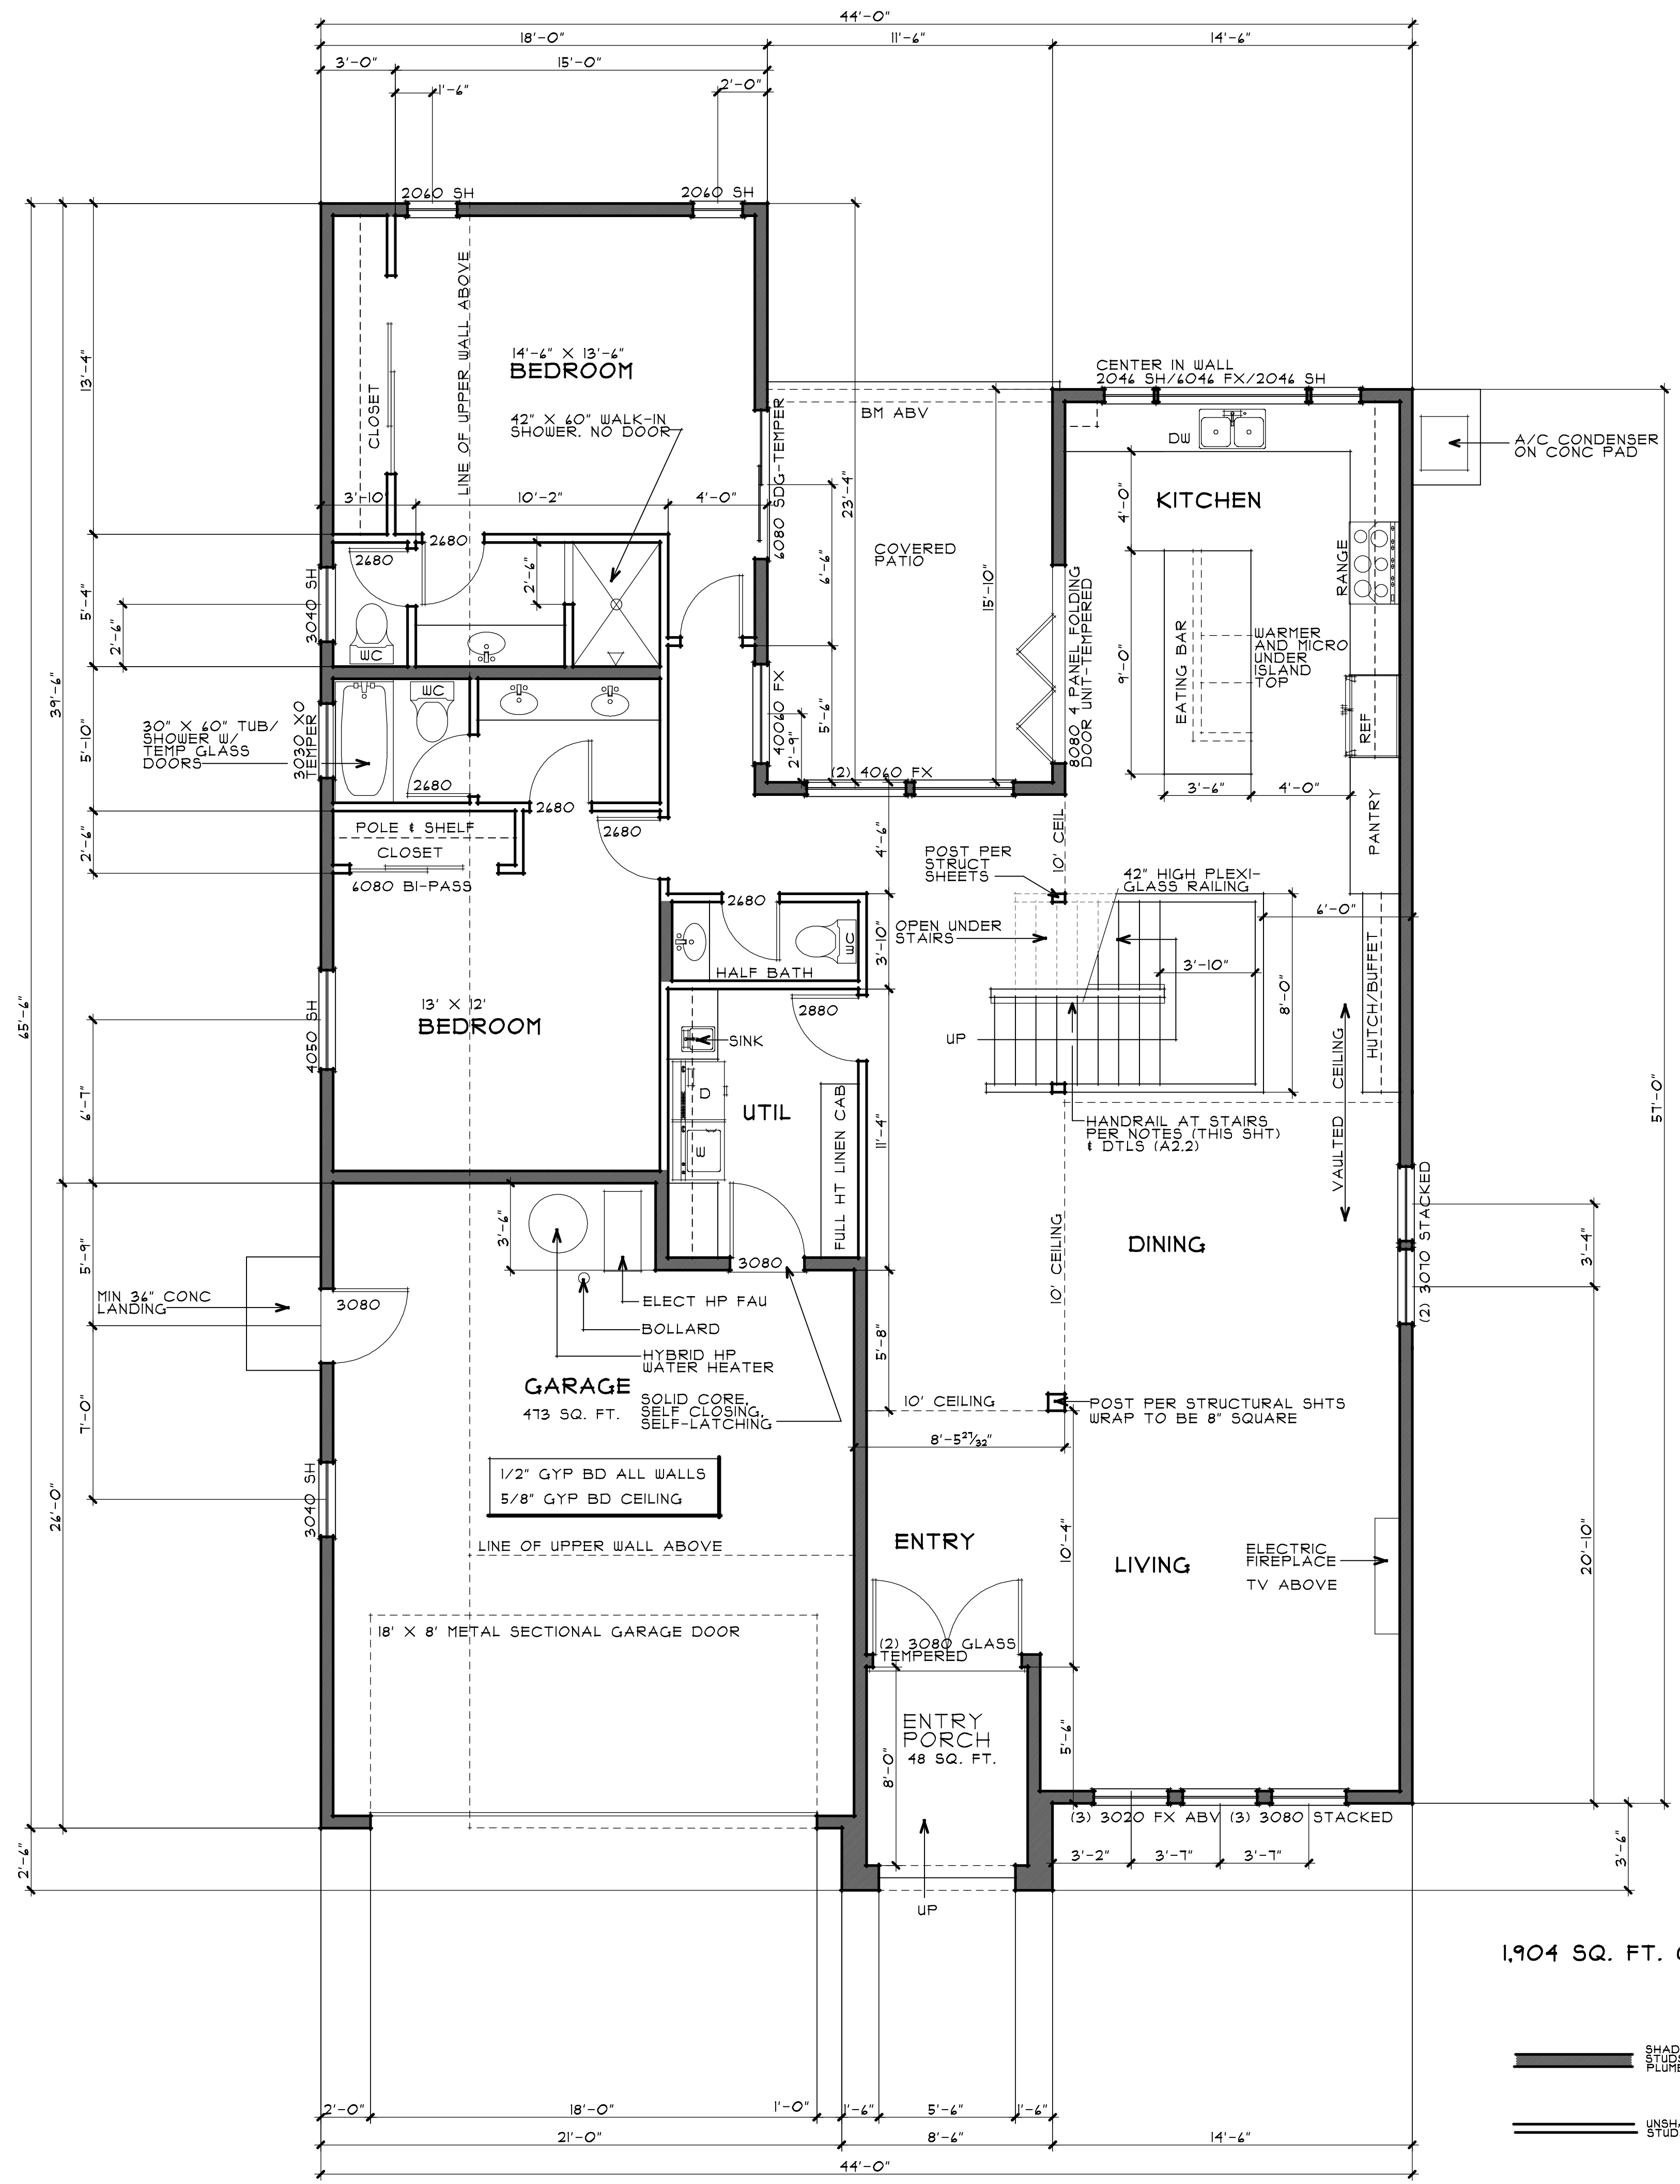 44'-0"
18'-0"
11'-6"
14'-6"
3'-0"
15'-0"
1'-6"
2'-0"
2060 SH
2060 SH
13'-4"
39'-6"
65'-6"
CLOSET
LINE OF UPPER WALL ABOVE
14'-6" X 13'-6"
BEDROOM
42" X 60" WALK-IN
SHOWER. NO DOOR
6080 SDG-TEMPER
BM ABV
23'-4"
15'-10"
CENTER IN WALL
2046 SH/6046 FX/2046 SH
DW
A/C CONDENSER
ON CONC PAD
KITCHEN
4'-0"
3'-10"
10'-2"
4'-0"
2680
2680
3040 SH
5'-4"
2'-6"
2'-6"
WC
6'-6"
COVERED
PATIO
8080 4 PANEL FOLDING
DOOR UNIT-TEMPERED
RANGE
EATING BAR
9'-0"
WARMER
AND MICRO
UNDER
ISLAND
TOP
REF
57'-0"
5'-10"
30" X 60" TUB/
SHOWER W/
TEMP GLASS
DOORS
3030 XO
TEMPER
WC
2680
2680
40060 FX
5'-6"
2'-9"
(2) 4060 FX
3'-6"
4'-0"
PANTRY
2'-6"
POLE & SHELF
CLOSET
6080 BI-PASS
2680
4'-6"
10' CEIL
POST PER
STRUCT
SHEETS
42" HIGH PLEXI-
GLASS RAILING
2680
WC
HALF BATH
3'-10"
OPEN UNDER
STAIRS
6'-0"
3'-10"
8'-0"
HUTCH/BUFFET
13' X 12'
BEDROOM
4050 SH
6'-7"
2880
SINK
D
W
UTIL
FULL HT LINEN CAB
11'-4"
UP
VAULTED CEILING
HANDRAIL AT STAIRS
PER NOTES (THIS SHT)
& DTLS (A2.2)
10' CEILING
DINING
(2) 3070 STACKED
3'-4"
3'-6"
5'-9"
MIN 36" CONC
LANDING
3080
3080
ELECT HP FAU
BOLLARD
HYBRID HP
WATER HEATER
5'-8"
GARAGE
473 SQ. FT.
SOLID CORE,
SELF CLOSING,
SELF-LATCHING
10' CEILING
POST PER STRUCTURAL SHTS
WRAP TO BE 8" SQUARE
8'-5 27/32"
7'-0"
1/2" GYP BD ALL WALLS
5/8" GYP BD CEILING
3040 SH
26'-0"
LINE OF UPPER WALL ABOVE
ENTRY
10'-4"
LIVING
ELECTRIC
FIREPLACE
TV ABOVE
20'-10"
18' X 8' METAL SECTIONAL GARAGE DOOR
(2) 3080 GLASS
TEMPERED
ENTRY
PORCH
48 SQ. FT.
8'-0"
5'-6"
(3) 3020 FX ABV (3) 3080 STACKED
3'-2"
3'-7"
3'-7"
3'-6"
2'-6"
UP
1,904 SQ. FT.
SHAD
STUDS
PLUMB
UNSHA
STUD
2'-0"
18'-0"
1'-0"
1'-6"
5'-6"
1'-6"
21'-0"
8'-6"
14'-6"
44'-0"